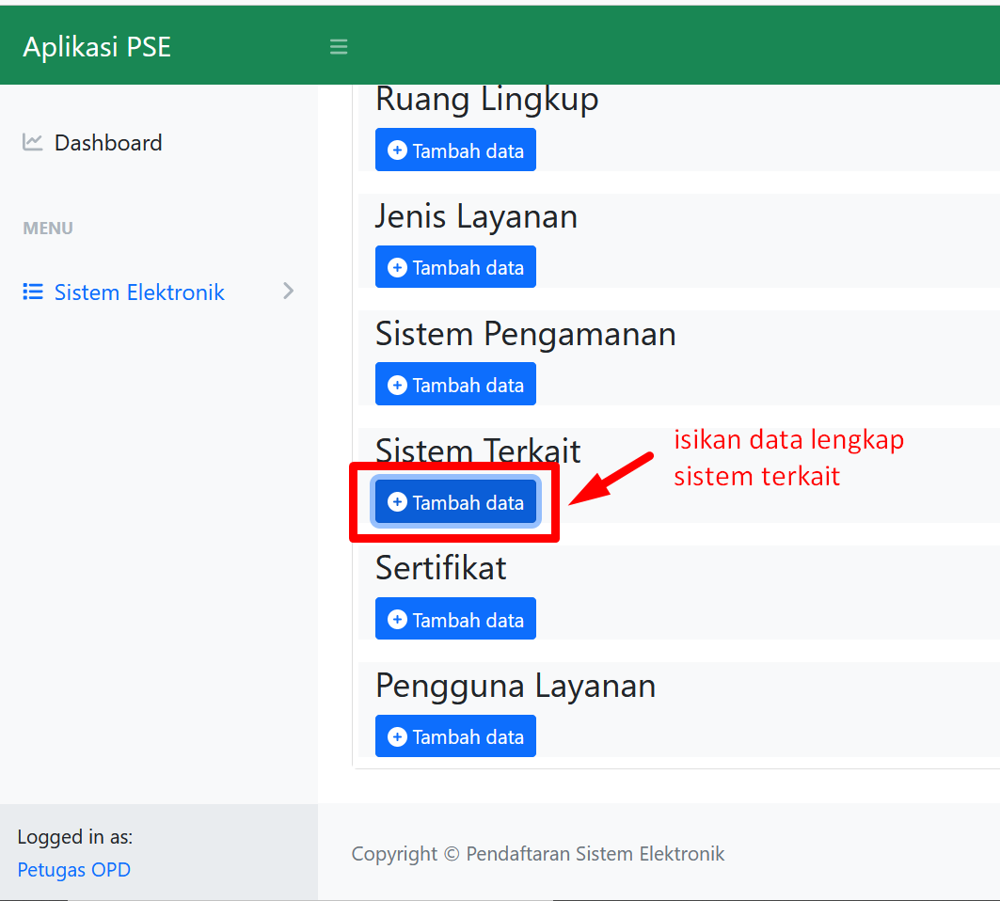 Aplikasi PSE
Dashboard
MENU
Sistem Elektronik
Ruang Lingkup
Tambah data
Jenis Layanan
Tambah data
Sistem Pengamanan
Tambah data
Sistem Terkait
Tambah data
isikan data lengkap
sistem terkait
Sertifikat
Tambah data
Pengguna Layanan
Tambah data
Logged in as:
Petugas OPD
Copyright © Pendaftaran Sistem Elektronik